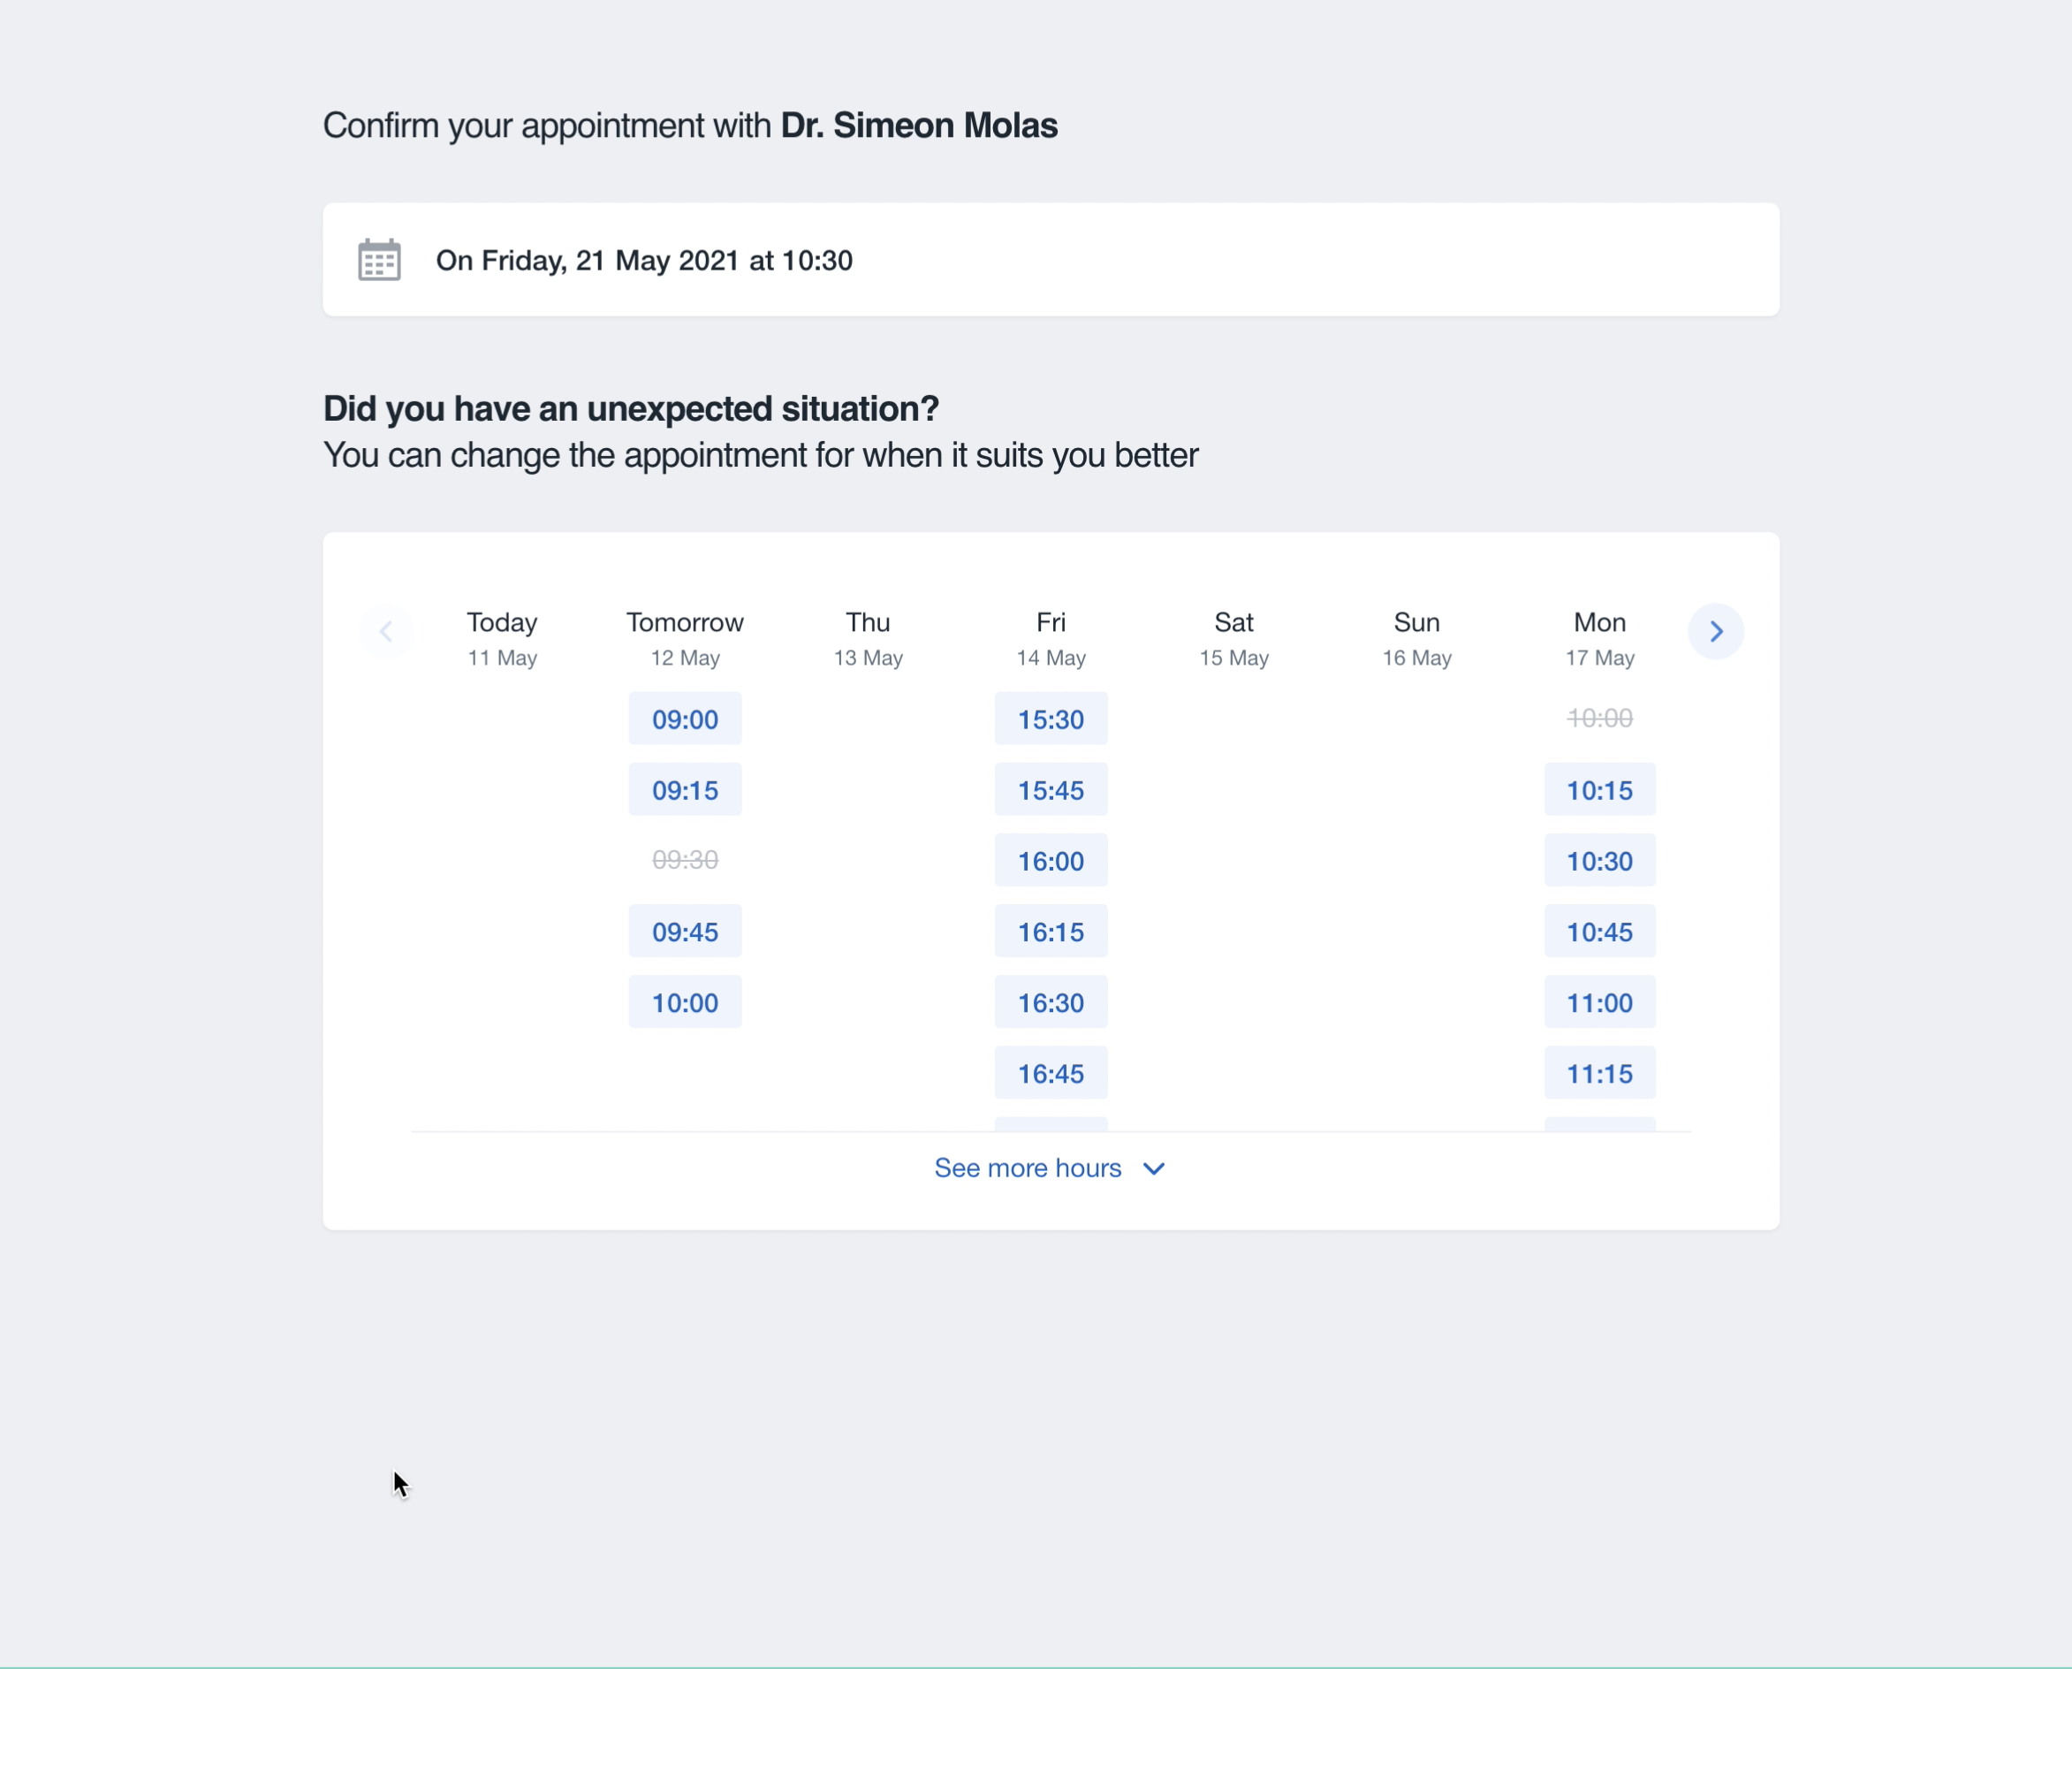 Confirm your appointment with Dr. Simeon Molas
On Friday, 21 May 2021 at 10:30
Did you have an unexpected situation?
You can change the appointment for when it suits you better
Today Tomorrow Thu Fri Sat Sun Mon
11 May 12 May 13 May 14 May 15 May 16 May 17 May
09:00 15:30 10:00
09:15 15:45 10:15
09:30 16:00 10:30
09:45 16:15 10:45
10:00 16:30 11:00
16:45 11:15
See more hours